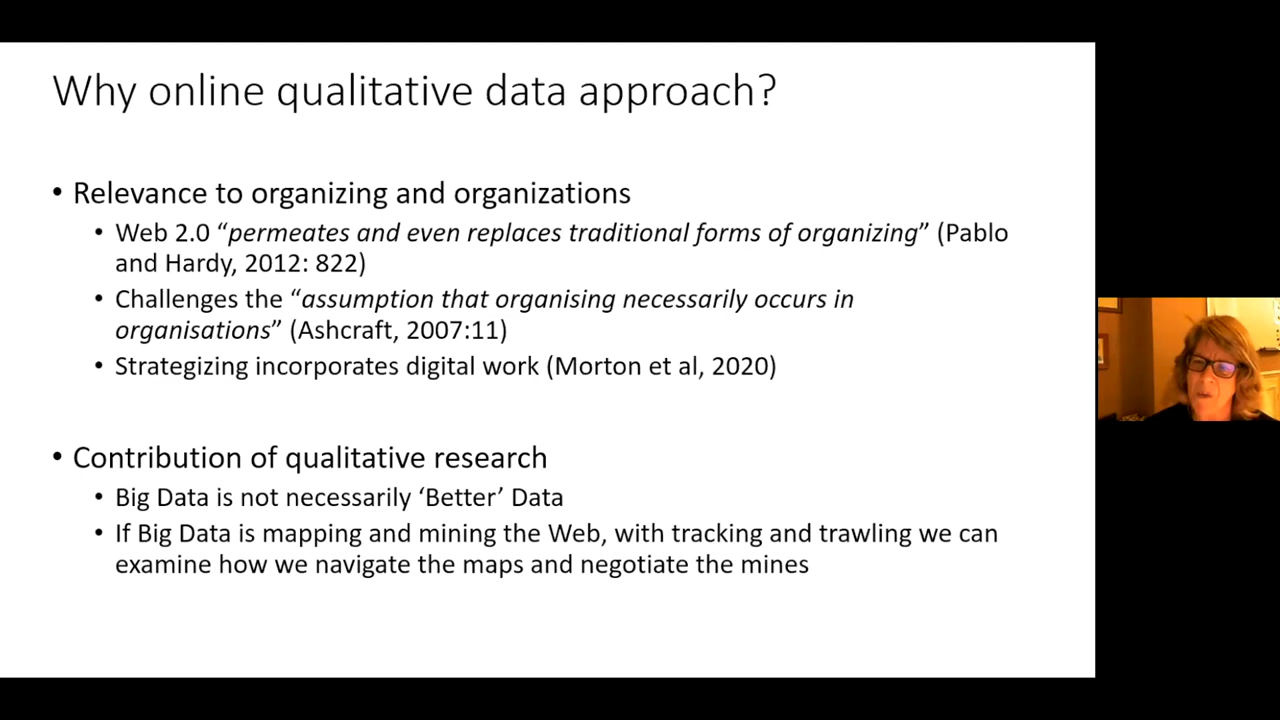 Why online qualitative data approach?
• Relevance to organizing and organizations
• Web 2.0 “permeates and even replaces traditional forms of organizing” (Pablo
and Hardy, 2012: 822)
• Challenges the “assumption that organising necessarily occurs in
organisations” (Ashcraft, 2007:11)
• Strategizing incorporates digital work (Morton et al, 2020)
• Contribution of qualitative research
• Big Data is not necessarily ‘Better’ Data
• If Big Data is mapping and mining the Web, with tracking and trawling we can
examine how we navigate the maps and negotiate the mines